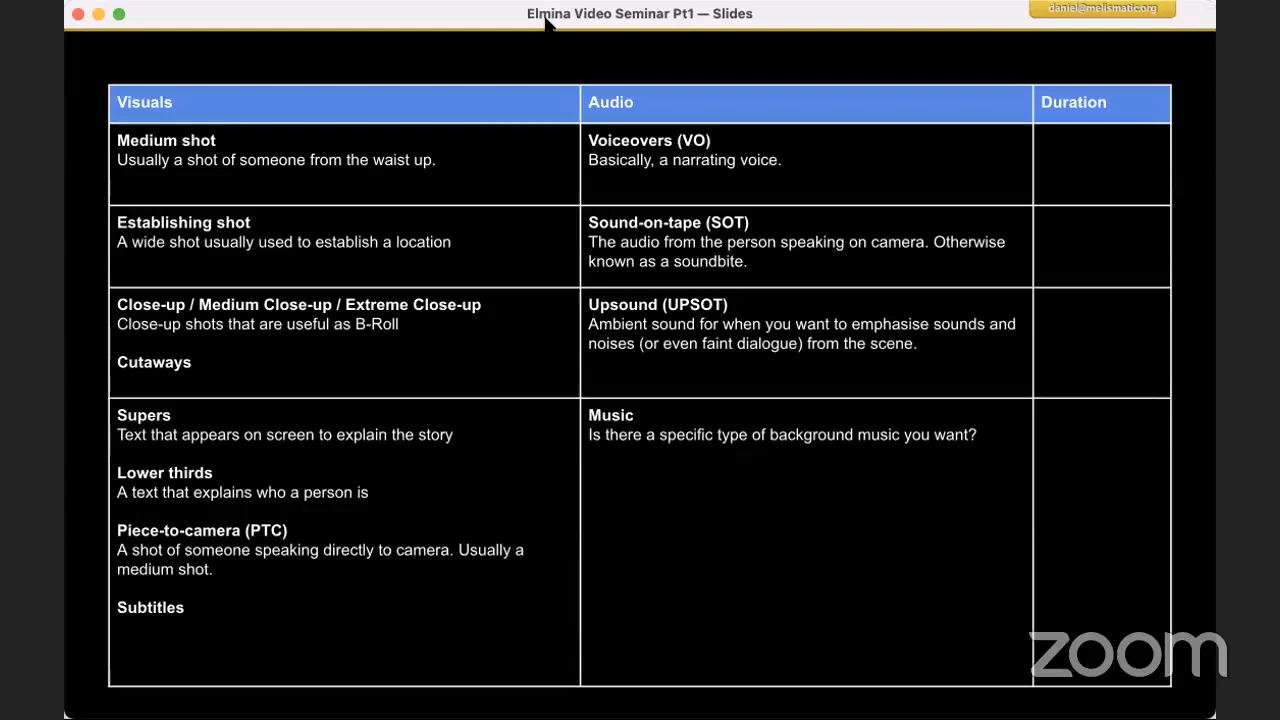 Elmina Video Seminar Pt1 — Slides
daniel@melismatic.org
Visuals
Audio
Duration
Medium shot
Usually a shot of someone from the waist up.
Voiceovers (VO)
Basically, a narrating voice.
Establishing shot
A wide shot usually used to establish a location
Sound-on-tape (SOT)
The audio from the person speaking on camera. Otherwise
known as a soundbite.
Close-up / Medium Close-up / Extreme Close-up
Close-up shots that are useful as B-Roll
Cutaways
Upsound (UPSOT)
Ambient sound for when you want to emphasise sounds and
noises (or even faint dialogue) from the scene.
Supers
Text that appears on screen to explain the story
Lower thirds
A text that explains who a person is
Piece-to-camera (PTC)
A shot of someone speaking directly to camera. Usually a
medium shot.
Subtitles
Music
Is there a specific type of background music you want?
zoom